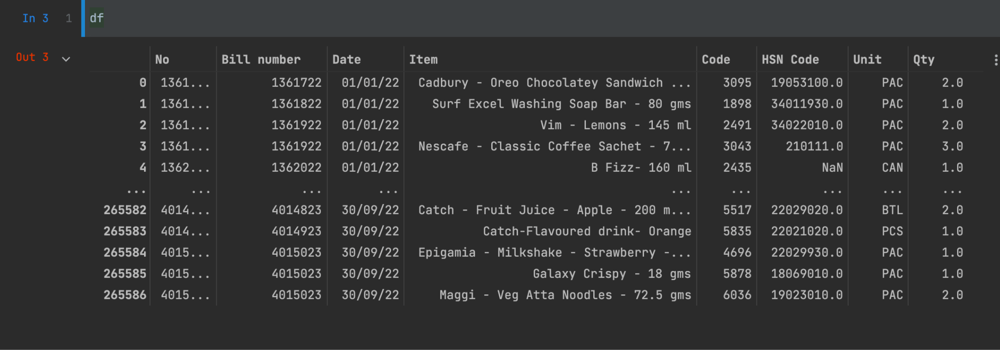 In 3 1 df
Out 3 No Bill number Date Item Code HSN Code Unit Qty
0 1361... 1361722 01/01/22 Cadbury - Oreo Chocolatey Sandwich ... 3095 19053100.0 PAC 2.0
1 1361... 1361822 01/01/22 Surf Excel Washing Soap Bar - 80 gms 1898 34011930.0 PAC 1.0
2 1361... 1361922 01/01/22 Vim - Lemons - 145 ml 2491 34022010.0 PAC 2.0
3 1361... 1361922 01/01/22 Nescafe - Classic Coffee Sachet - 7... 3043 210111.0 PAC 3.0
4 1362... 1362022 01/01/22 B Fizz- 160 ml 2435 NaN CAN 1.0
... ... ... ... ... ... ... ... ...
265582 4014... 4014823 30/09/22 Catch - Fruit Juice - Apple - 200 m... 5517 22029020.0 BTL 2.0
265583 4014... 4014923 30/09/22 Catch-Flavoured drink- Orange 5835 22021020.0 PCS 1.0
265584 4015... 4015023 30/09/22 Epigamia - Milkshake - Strawberry -... 4696 22029930.0 PAC 1.0
265585 4015... 4015023 30/09/22 Galaxy Crispy - 18 gms 5878 18069010.0 PAC 1.0
265586 4015... 4015023 30/09/22 Maggi - Veg Atta Noodles - 72.5 gms 6036 19023010.0 PAC 2.0